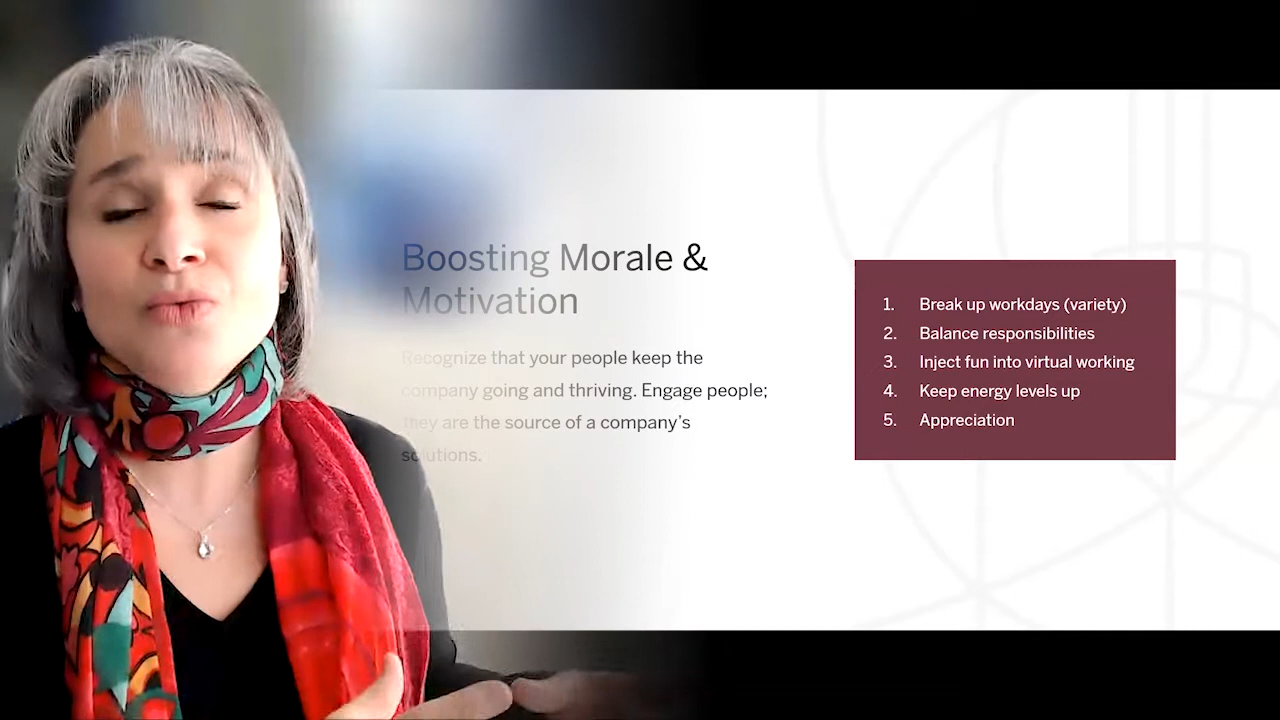 Boosting Morale &
Motivation
Recognize that your people keep the
company going and thriving. Engage people;
they are the source of a company's
solutions.
1. Break up workdays (variety)
2. Balance responsibilities
3. Inject fun into virtual working
4. Keep energy levels up
5. Appreciation